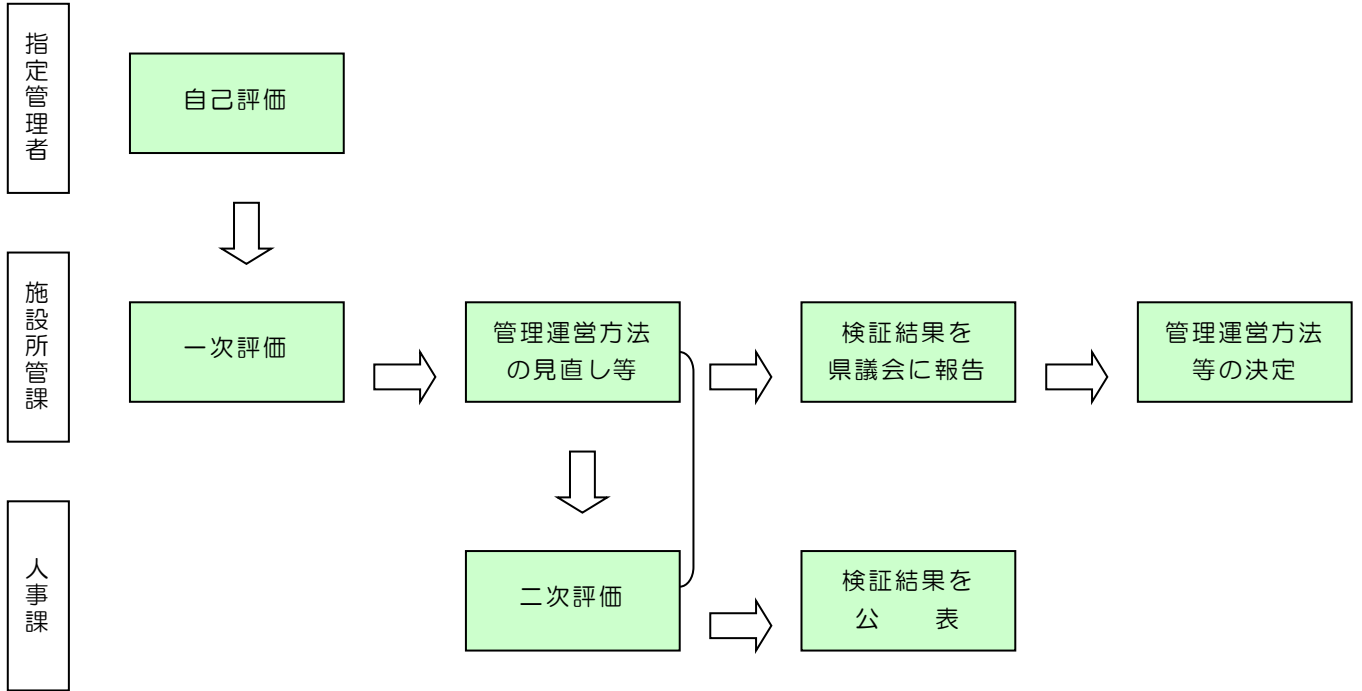 指定管理者
自己評価
施設所管課
一次評価
管理運営方法
の見直し等
検証結果を
県議会に報告
管理運営方法
等の決定
人事課
二次評価
検証結果を
公　　表